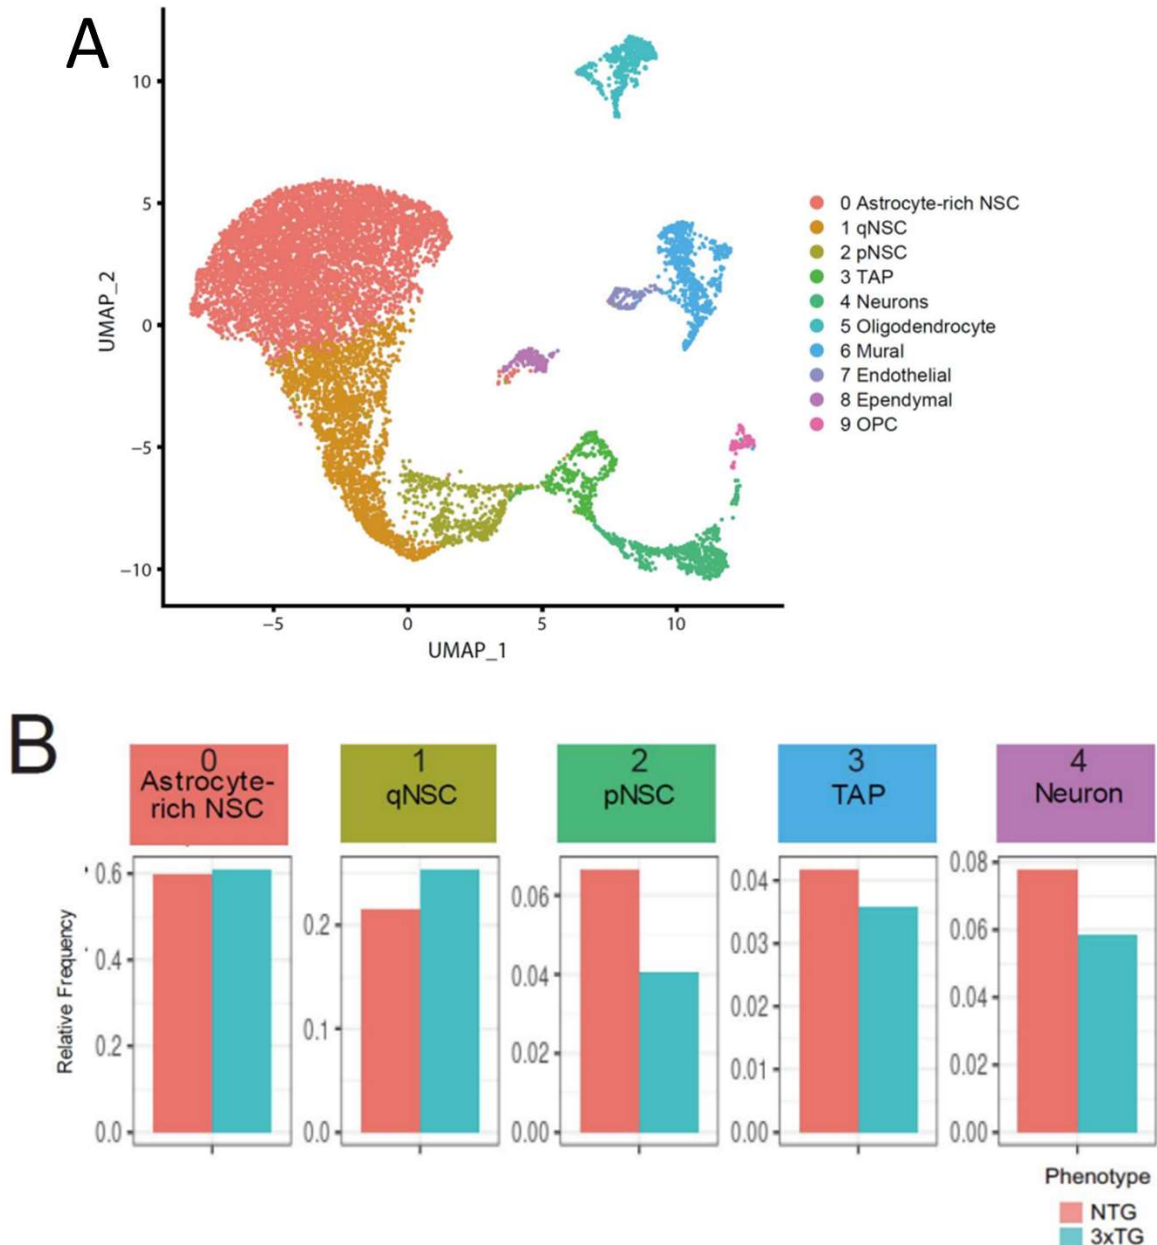 A
10
5
0
−5
−10
UMAP_2
−5
0
5
10
UMAP_1
0 Astrocyte-rich NSC
1 qNSC
2 pNSC
3 TAP
4 Neurons
5 Oligodendrocyte
6 Mural
7 Endothelial
8 Ependymal
9 OPC
B
0
Astrocyte-
rich NSC
1
qNSC
2
pNSC
3
TAP
4
Neuron
Relative Frequency
0.6
0.4
0.2
0.0
0.2
0.1
0.0
0.06
0.04
0.02
0.00
0.04
0.03
0.02
0.01
0.00
0.08
0.06
0.04
0.02
0.00
Phenotype
NTG
3xTG